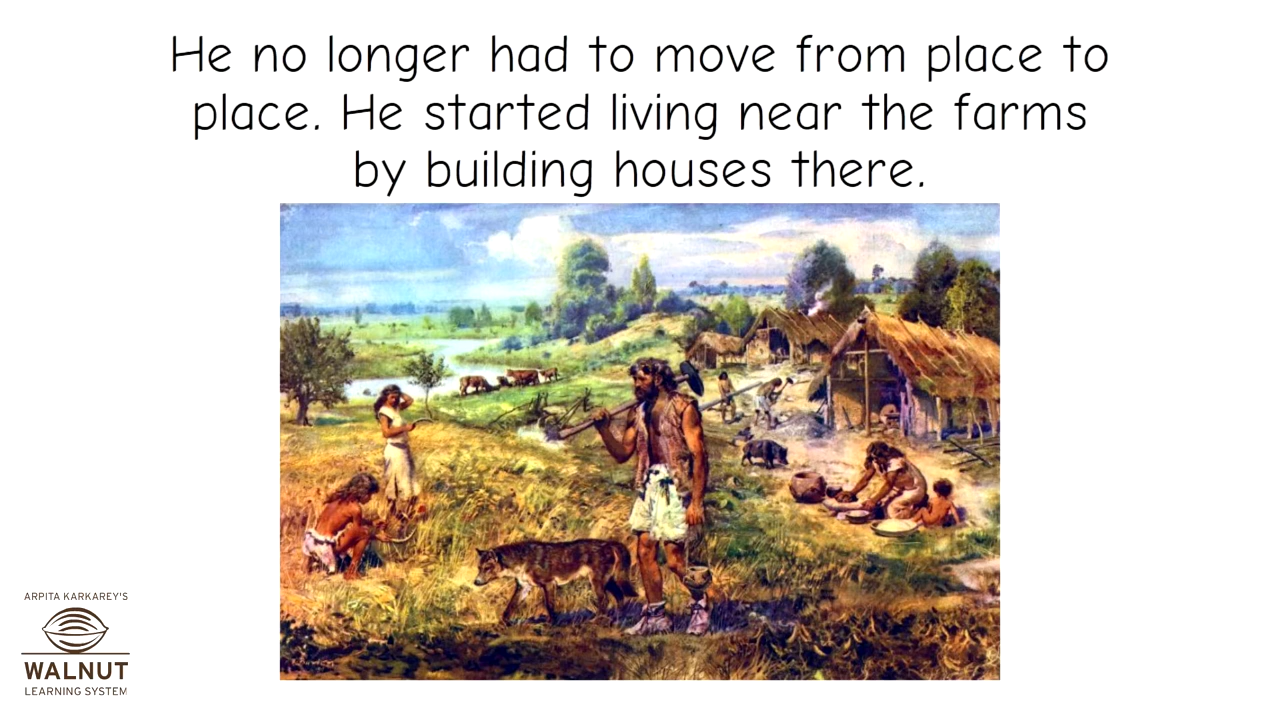 He no longer had to move from place to
place. He started living near the farms
by building houses there.
ARPITA KARKAREY'S
WALNUT
LEARNING SYSTEM